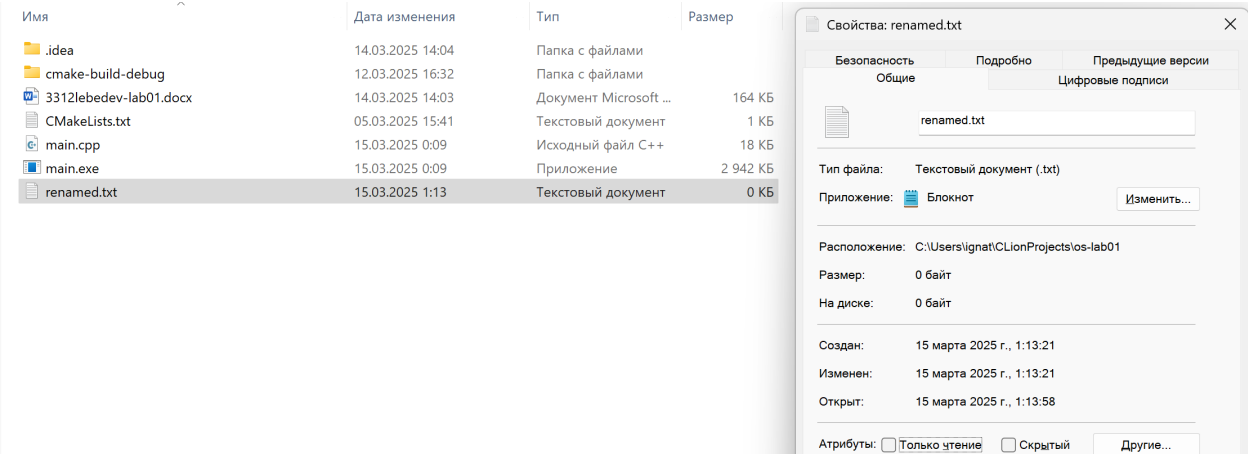 Имя Дата изменения Тип Размер
.idea 14.03.2025 14:04 Папка с файлами
cmake-build-debug 12.03.2025 16:32 Папка с файлами
3312lebedev-lab01.docx 14.03.2025 14:03 Документ Microsoft ... 164 КБ
CMakeLists.txt 05.03.2025 15:41 Текстовый документ 1 КБ
main.cpp 15.03.2025 0:09 Исходный файл C++ 18 КБ
main.exe 15.03.2025 0:09 Приложение 2 942 КБ
renamed.txt 15.03.2025 1:13 Текстовый документ 0 КБ
Свойства: renamed.txt
Безопасность Подробно Предыдущие версии
Общие Цифровые подписи
renamed.txt
Тип файла: Текстовый документ (.txt)
Приложение: Блокнот Изменить...
Расположение: C:\Users\ignat\CLionProjects\os-lab01
Размер: 0 байт
На диске: 0 байт
Создан: 15 марта 2025 г., 1:13:21
Изменен: 15 марта 2025 г., 1:13:21
Открыт: 15 марта 2025 г., 1:13:58
Атрибуты: Только чтение Скрытый Другие...